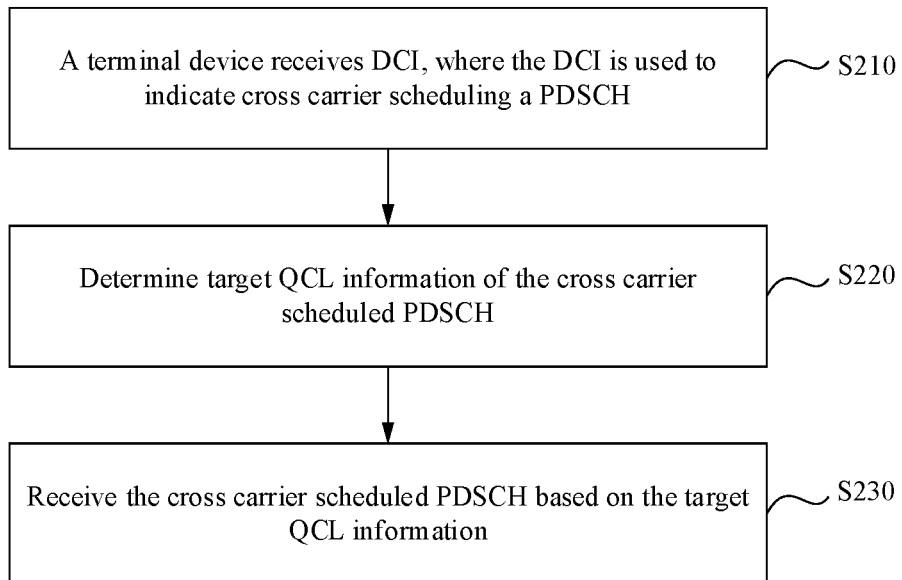 A terminal device receives DCI, where the DCI is used to
indicate cross carrier scheduling a PDSCH
S210
Determine target QCL information of the cross carrier
scheduled PDSCH
S220
Receive the cross carrier scheduled PDSCH based on the target
QCL information
S230